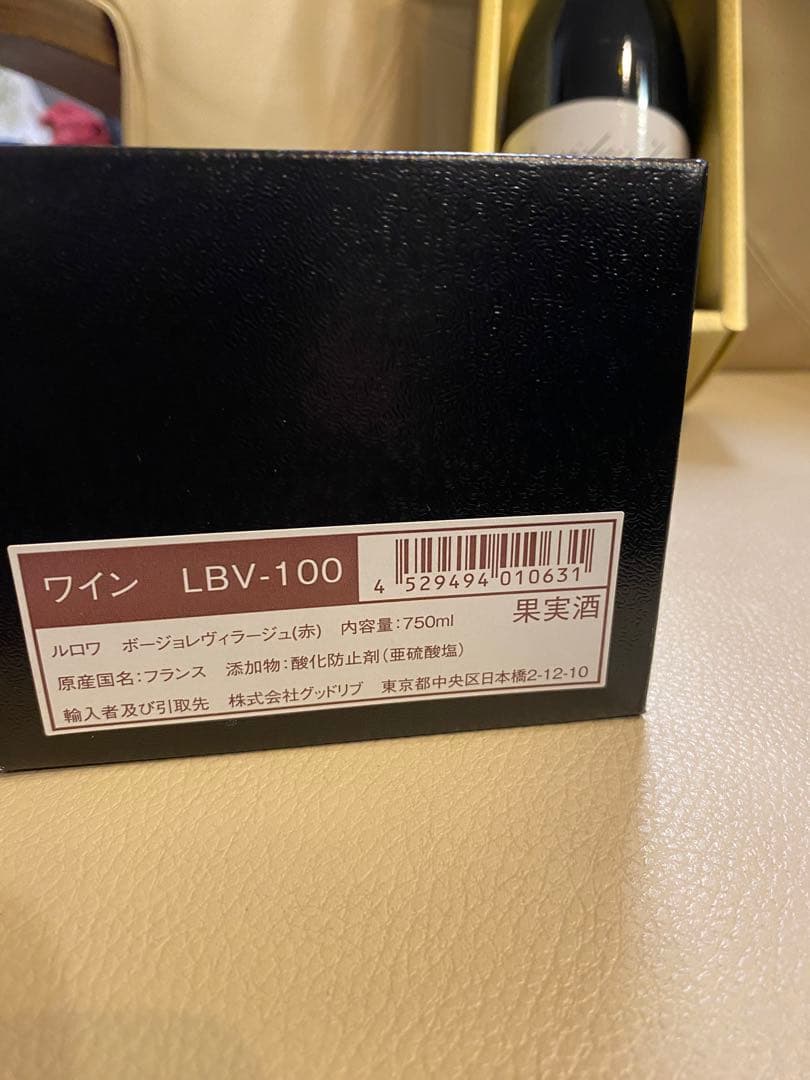 ワイン LBV-100
4 529494 010631
果実酒
ルロワ ボージョレヴィラージュ(赤) 内容量：750ml
原産国名：フランス 添加物：酸化防止剤（亜硫酸塩）
輸入者及び引取先 株式会社グッドリブ 東京都中央区日本橋2-12-10